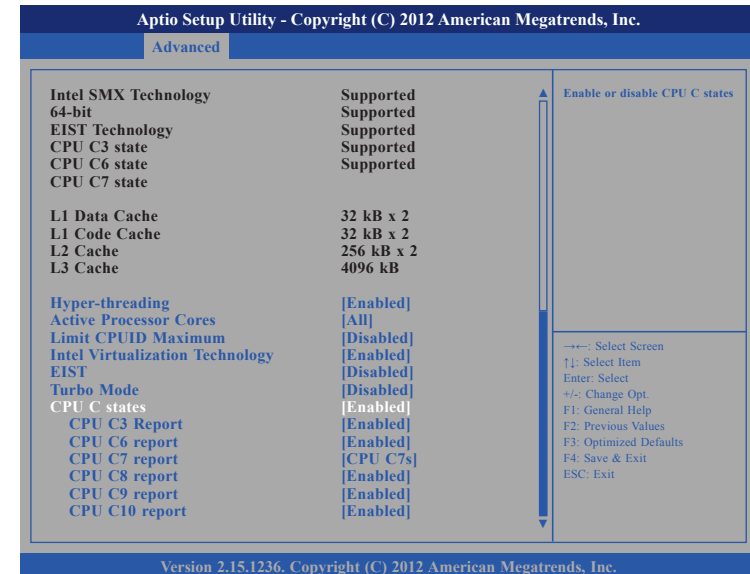 Aptio Setup Utility - Copyright (C) 2012 American Megatrends, Inc.
Advanced
Intel SMX Technology Supported
64-bit Supported
EIST Technology Supported
CPU C3 state Supported
CPU C6 state Supported
CPU C7 state
L1 Data Cache 32 kB x 2
L1 Code Cache 32 kB x 2
L2 Cache 256 kB x 2
L3 Cache 4096 kB
Hyper-threading [Enabled]
Active Processor Cores [All]
Limit CPUID Maximum [Disabled]
Intel Virtualization Technology [Enabled]
EIST [Disabled]
Turbo Mode [Disabled]
CPU C states [Enabled]
CPU C3 Report [Enabled]
CPU C6 report [Enabled]
CPU C7 report [CPU C7s]
CPU C8 report [Enabled]
CPU C9 report [Enabled]
CPU C10 report [Enabled]
Enable or disable CPU C states
→←: Select Screen
↑↓: Select Item
Enter: Select
+/-: Change Opt.
F1: General Help
F2: Previous Values
F3: Optimized Defaults
F4: Save & Exit
ESC: Exit
Version 2.15.1236. Copyright (C) 2012 American Megatrends, Inc.